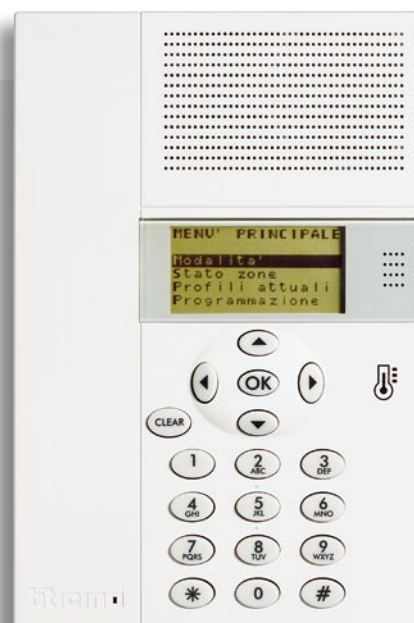 MENU' PRINCIPALE
Modalita'
Stato zone
Profili attuali
Programmazione
OK
CLEAR
1
2 ABC
3 DEF
4 GHI
5 JKL
6 MNO
7 PQRS
8 TUV
9 WXYZ
*
0
#
bticino